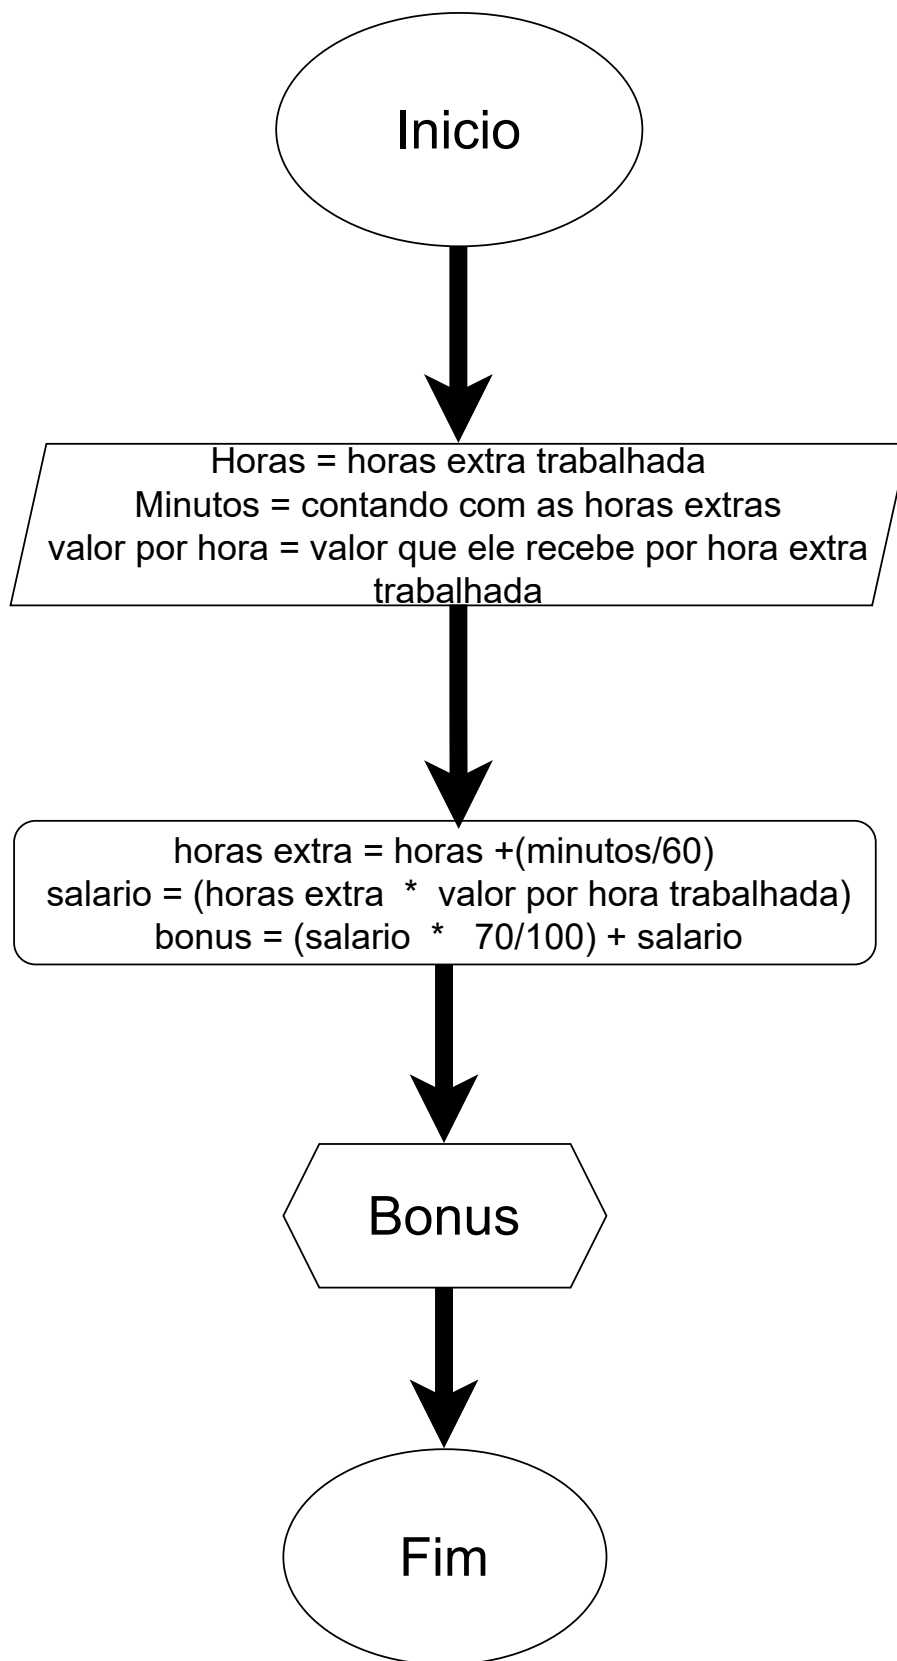 Inicio
Horas = horas extra trabalhada
Minutos = contando com as horas extras
valor por hora = valor que ele recebe por hora extra
trabalhada
horas extra = horas +(minutos/60)
salario = (horas extra * valor por hora trabalhada)
bonus = (salario * 70/100) + salario
Bonus
Fim